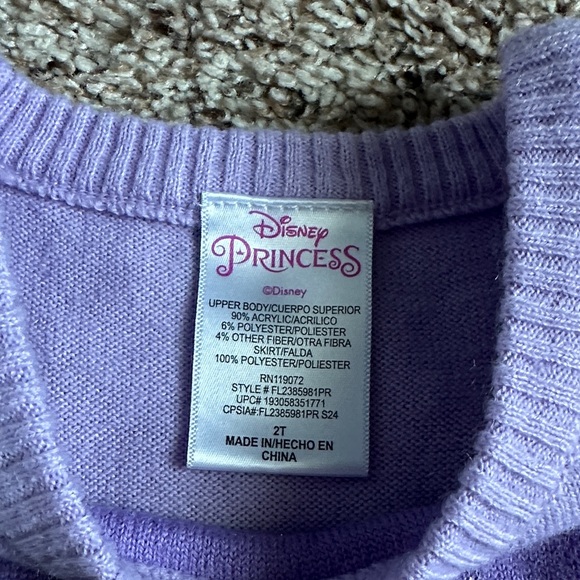 Disney
PRINCESS
©Disney
UPPER BODY/CUERPO SUPERIOR
90% ACRYLIC/ACRILICO
6% POLYESTER/POLIESTER
4% OTHER FIBER/OTRA FIBRA
SKIRT/FALDA
100% POLYESTER/POLIESTER
RN119072
STYLE # FL2385981PR
UPC# 193058351771
CPSIA#:FL2385981PR S24
2T
MADE IN/HECHO EN
CHINA